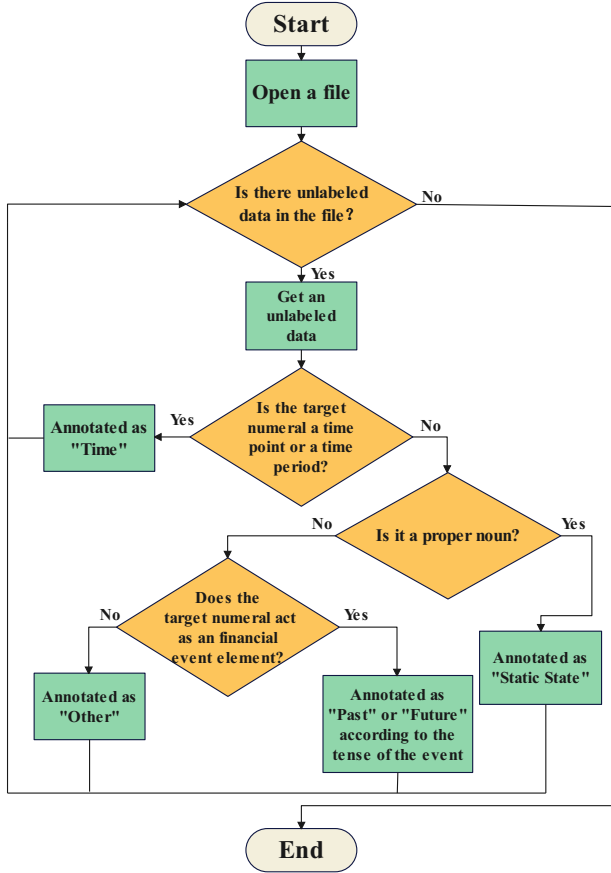 Start
Open a file
Is there unlabeled
data in the file?
No
Yes
Get an
unlabeled
data
Is the target
numeral a time
point or a time
period?
Yes
No
Annotated as
"Time"
Is it a proper noun?
No
Yes
Does the
target numeral act
as an financial
event element?
No
Yes
Annotated as
"Static State"
Annotated as
"Other"
Annotated as
"Past" or "Future"
according to the
tense of the event
End